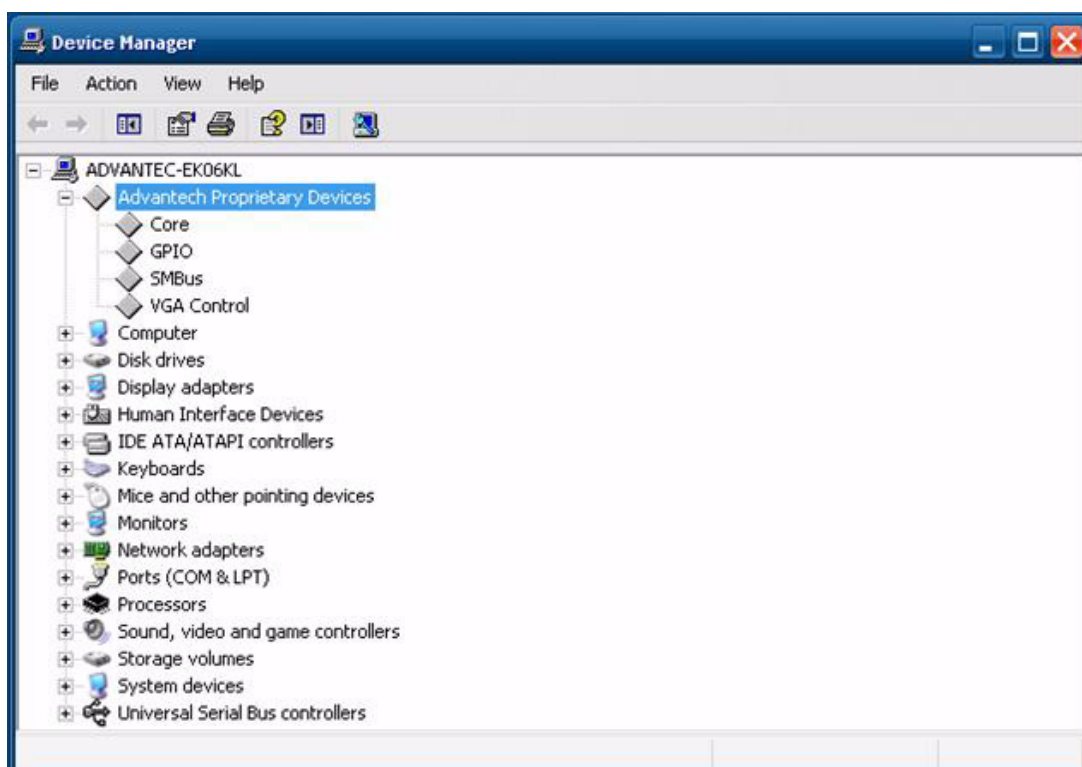 Device Manager
File Action View Help
ADVANTEC-EK06KL
Advantech Proprietary Devices
Core
GPIO
SMBus
VGA Control
Computer
Disk drives
Display adapters
Human Interface Devices
IDE ATA/ATAPI controllers
Keyboards
Mice and other pointing devices
Monitors
Network adapters
Ports (COM & LPT)
Processors
Sound, video and game controllers
Storage volumes
System devices
Universal Serial Bus controllers